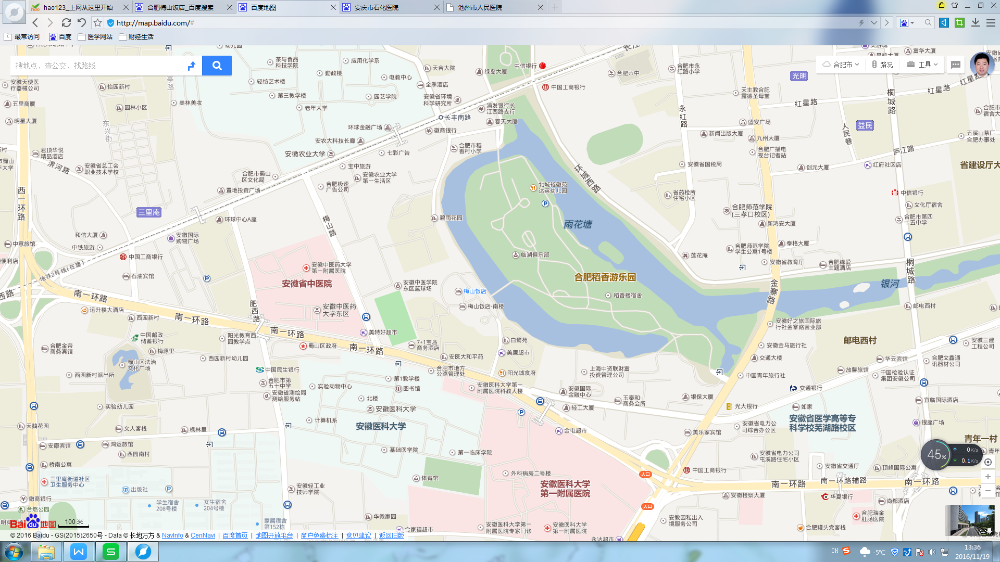 hao123_上网从这里开始
合肥梅山饭店_百度搜索
百度地图
安庆市石化医院
池州市人民医院
http://map.baidu.com/#
最常访问
百度
医学网站
财经生活
搜地点、查公交、找路线
合肥市
路况
工具
茶与食品
科技学院
应用化学系
天合大院
绿岛大厦
中信银行
合肥六中
合肥市永
红路小学
光明
富华大厦
红星路
红星路
安徽天使医
疗器械公司
怡园新村
轻纺艺术楼
勤政楼
电教中心
全季酒店
中国工商银行
天主教合肥
露德圣母堂
桐城路
五里商厦
园林小区
美林美妆
第三教学楼
园艺学院
安徽省环境
科学研究所
浦发银行长
江西路支行
永红路
明星大厦
东兴街
老年大学
长丰南路
春天大厦
盛安广场
益民
人民巷
环球金融广场
徽商银行
新闻出版大厦
九州大厦
五溪山茶厂
合肥办事处
安农大科技长廊
合肥市稻
香村小学
合肥广播电
视台记者站
庐江路
君顶华悦
精品酒店
安徽农业大学
七彩广告
安徽省国税局
创元大厦
红府社区店
省建设厅大
淠河路
安徽省总工会
职业技术学校
宝中旅游
环城西路
合肥市蜀山
区文化局
安徽农业大学
第一生活区
西一环路
置地投资广场
合肥极速
广告公司
北城裕徽苑
达英幼儿园
省药检所
住宅小区
中信银行
文化厅宿舍
三里庵
环球中心A座
梅山路
碧雨花园
雨花塘
合肥师范学院
(三孝口校区)
新鸿安大厦
合肥市第四
十五中学
和信大厦
安徽国际
购物广场
中意旅馆
中铁旅游
泰格大厦
合肥师范学院
学生公寓1号楼
中国工商银行
临湖俱乐部
莲花庵
安徽省教育厅
合肥缘爱
主题酒店
桐城路
地铁2号线(在建)
石油宾馆
安徽中医药大学
第一附属医院
安徽省中医院
安徽中医学院
东区篮球场
梅山饭店
合肥稻香游乐园
金寨路
银河
南一环路
肥西路
安徽中医药
大学东区
梅山饭店-南楼
稻香楼宿舍
邮电西村
运升楼大酒店
西园新村
南一环路
南一环路
美特好超市
安徽好之旅国际旅
行社金寨路营业部
中国邮政
储蓄银行
阳光教育西
园教学点
蜀山区政府
南一环路
7+1宝岛
商务酒店
白鹭苑
安徽金马旅行社
邮电西村
安徽三建
工程公司
合肥金帝
商务宾馆
梅源里
西园新村幼儿园
安医大和平苑
美廉超市
交通大楼
华云宾馆
合肥文鑫通
讯器材公司
蜀山区法治
文化广场
中国民生银行
合肥市地方
公路管理处
阳光城食府
上海中资联财富
投资管理公司
中国青年旅行社
放馨旅馆
中国检验认证
集团安徽公司
西园新村派出所
合肥市第
五十中学
第1教学楼
图书馆
安徽医科大学第一
附属医院科教大楼
安徽国际
金融中心
交通银行
实验动物中心
安徽省测绘局
测绘服务站
北楼
玉泰和·
商务会所
银保大厦
宜临国际酒店
实验幼儿园
安徽医科大学
轻工大厦
光大银行
如家
安徽省医学高等专
科学校芜湖路校区
计算机系
安徽医科大学
金屯超市
美乐家宾馆
安徽省电力公
司综合办公区
银座广场
天鹅花园
文人客栈
枫林里
青年一村
安康宾馆
鸿运旅馆
基础医学院
第一临床学院
安徽省电力公司
屯溪路住宅小区
45%
0K/s
0.1K/s
桥南公寓
西园南村
外科病房二号楼
入口
中国工商银行
安徽省交通厅
顶峰国际公寓
三里庵街道社区
卫生服务中心
体育馆
安徽医科大学
第一附属医院
南一环路
南一环路辅路
南一环路
出版社
安徽轻工业
技师学院
安徽检察大厦
华夏银行
徽商银行
学生宿舍
208号楼
女生宿舍
204号楼
入口
尚都酒店
合燃公园
华微家园
安徽医科大学第一
附属医院专家门诊
安徽医科大学
第一附属医院
安教因私出入
境服务公司
合肥瑞金
肛肠医院
家属宿舍
第152栋
Baidu地图
100 米
合家福超市
永达超市
合肥罐头党客栈
全景
© 2016 Baidu - GS(2015)2650号 - Data © 长地万方 & NavInfo & CenNavi | 百度首页 | 地图开放平台 | 商户免费标注 | 意见建议 | 返回旧版
CH
-5℃
13:36
2016/11/19